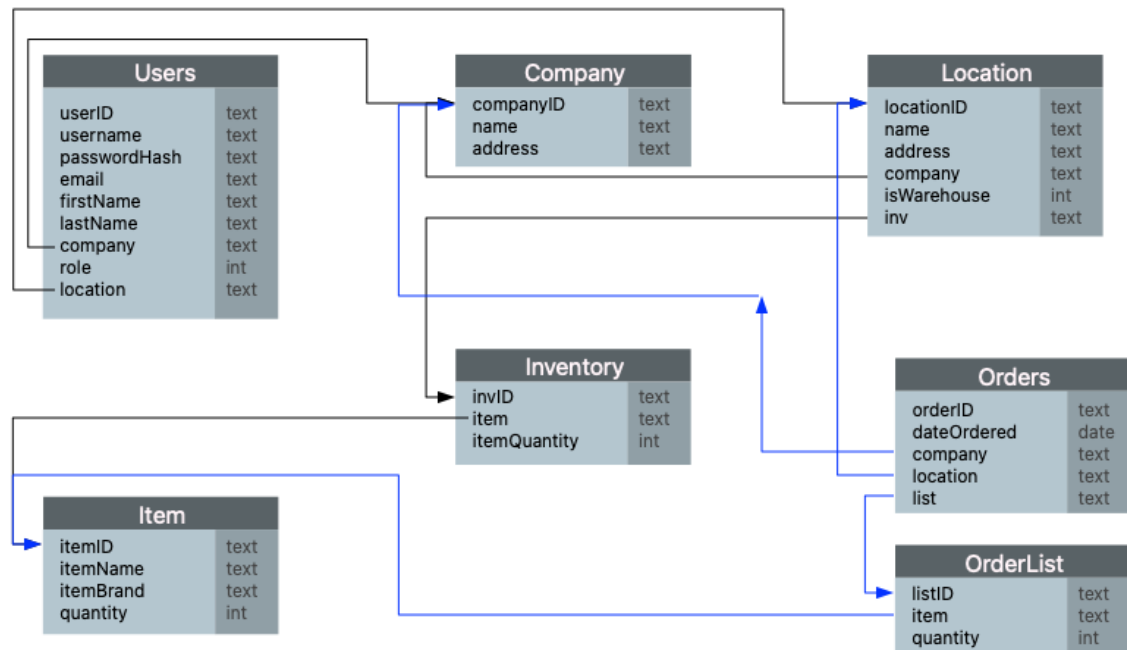 Users
userID text
username text
passwordHash text
email text
firstName text
lastName text
company text
role int
location text
Company
companyID text
name text
address text
Location
locationID text
name text
address text
company text
isWarehouse int
inv text
Inventory
invID text
item text
itemQuantity int
Orders
orderID text
dateOrdered date
company text
location text
list text
Item
itemID text
itemName text
itemBrand text
quantity int
OrderList
listID text
item text
quantity int